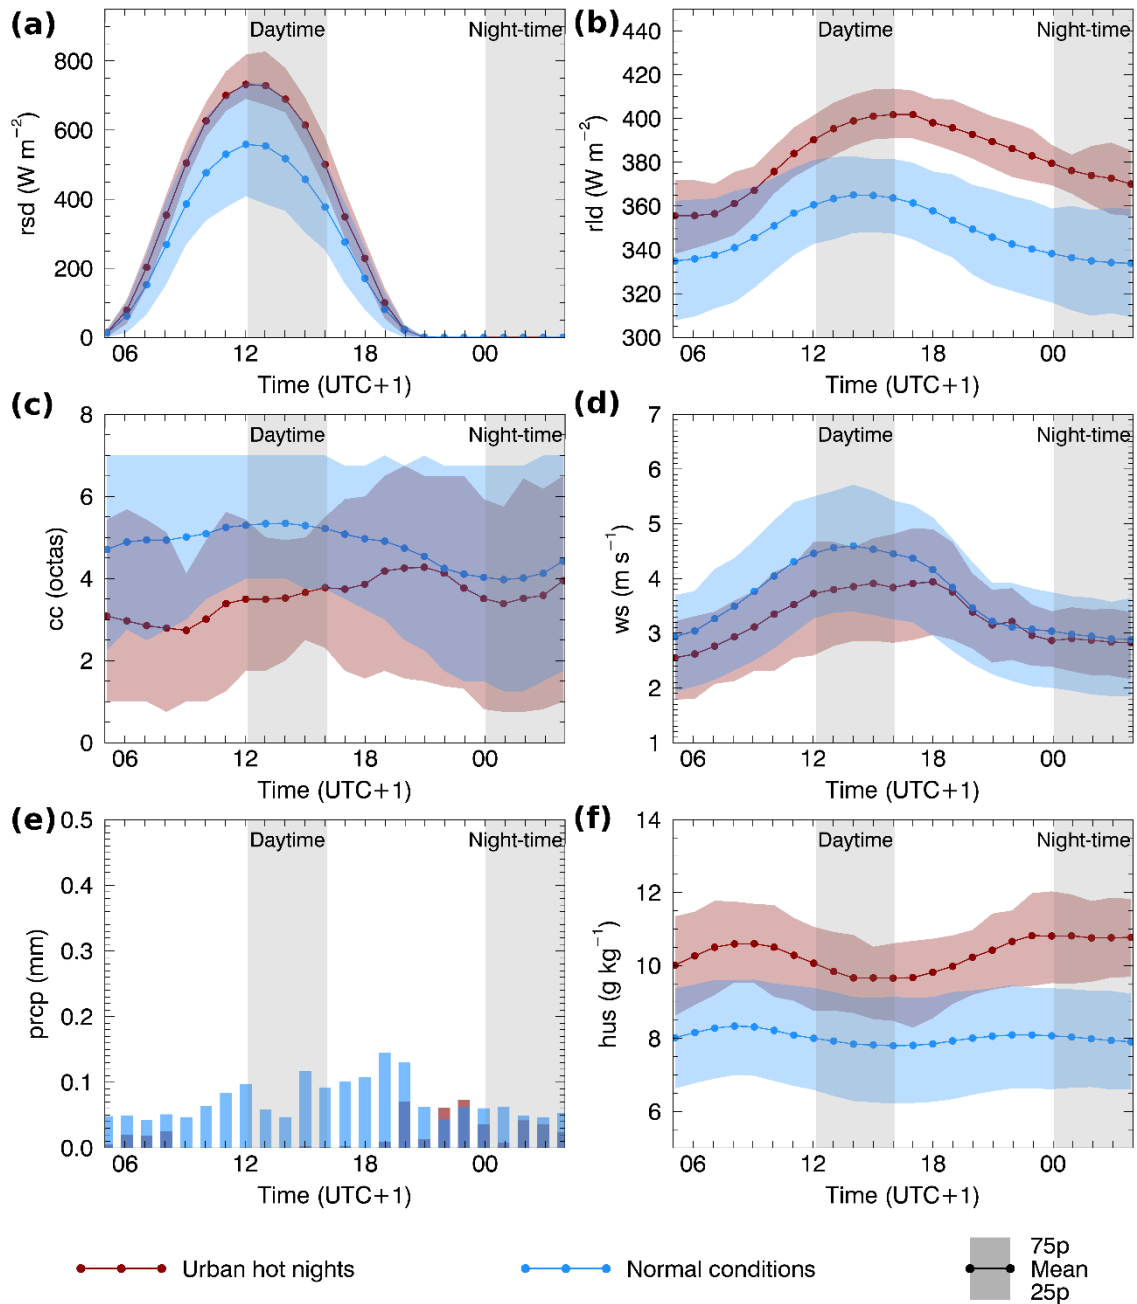 (a)
Daytime
Night-time
rsd (W m−2)
800
600
400
200
0
06
12
18
00
Time (UTC+1)
(b)
Daytime
Night-time
rld (W m−2)
440
420
400
380
360
340
320
300
06
12
18
00
Time (UTC+1)
(c)
Daytime
Night-time
cc (octas)
8
6
4
2
0
06
12
18
00
Time (UTC+1)
(d)
Daytime
Night-time
ws (m s−1)
7
6
5
4
3
2
1
06
12
18
00
Time (UTC+1)
(e)
Daytime
Night-time
prcp (mm)
0.5
0.4
0.3
0.2
0.1
0.0
06
12
18
00
Time (UTC+1)
(f)
Daytime
Night-time
hus (g kg−1)
14
12
10
8
6
06
12
18
00
Time (UTC+1)
Urban hot nights
Normal conditions
75p
Mean
25p